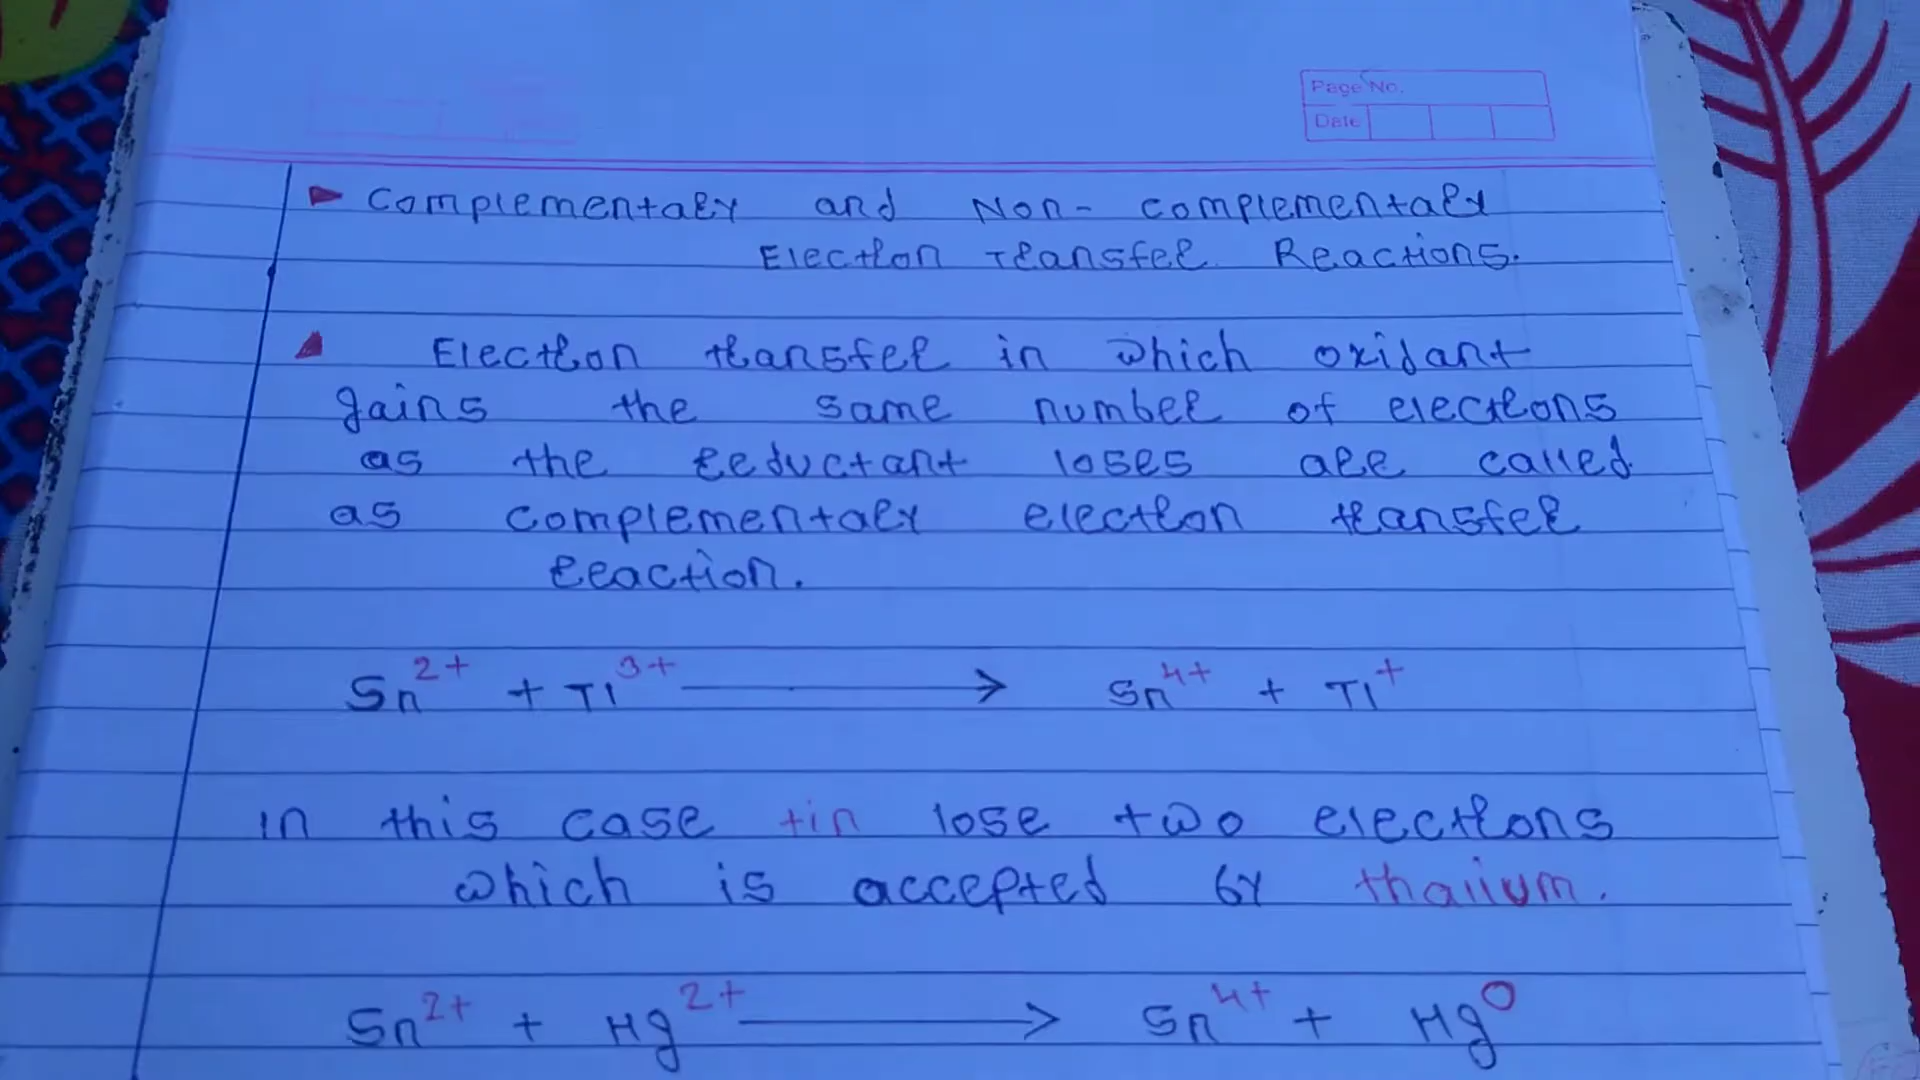 Page No.
Date
Complementary and Non-complementary
Electron Transfer Reactions.
Electron transfer in which oxidant
gains the same number of electrons
as the reductant loses are called
as complementary electron transfer
reaction.
Sn²⁺ + Tl³⁺ ⟶ Sn⁴⁺ + Tl⁺
In this case tin lose two electrons
which is accepted by thallium.
Sn²⁺ + Hg²⁺ ⟶ Sn⁴⁺ + Hg⁰